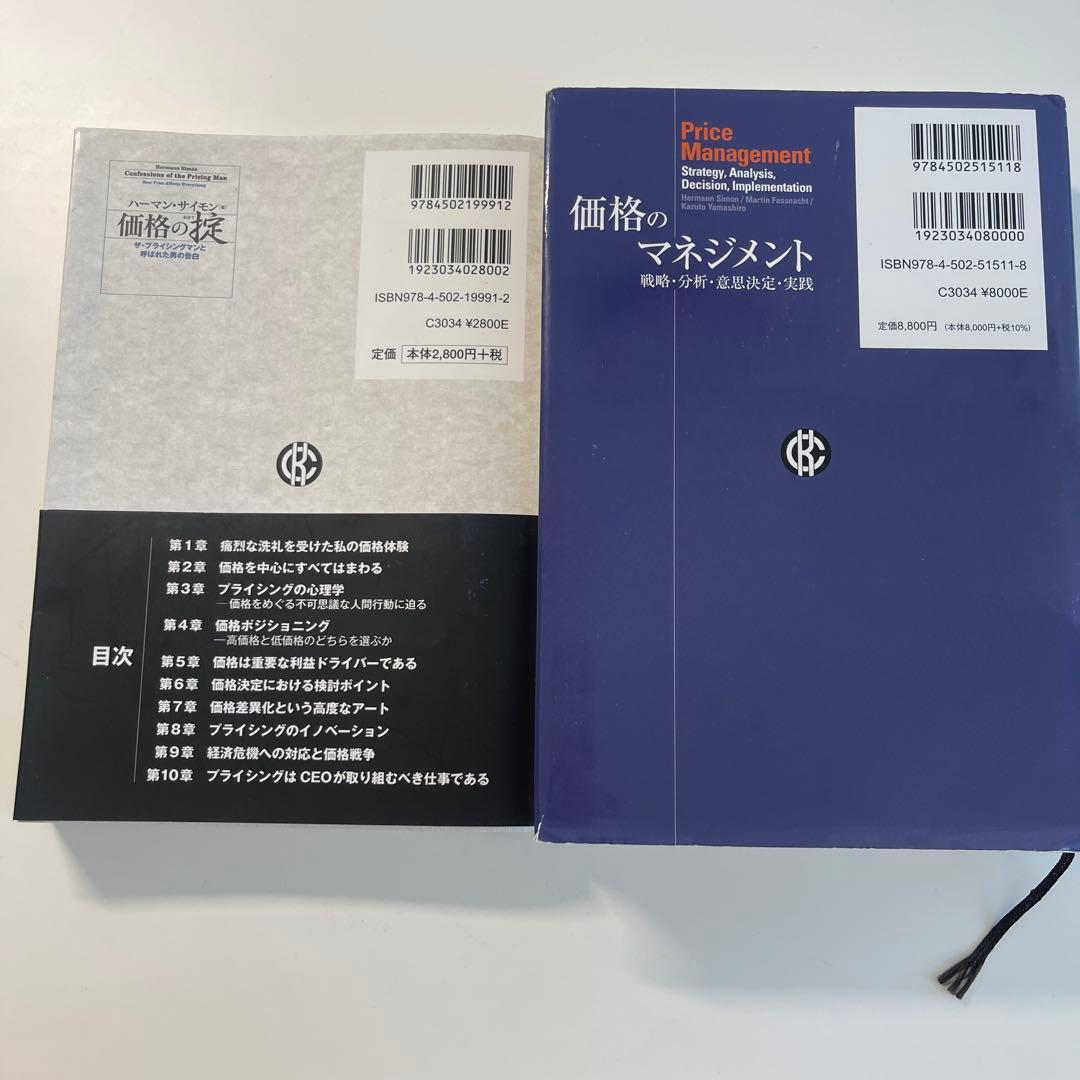 Hermann Simon
Confessions of the Pricing Man
How Price Affects Everything
ハーマン・サイモン[著]
価格の掟
おきて
ザ・プライシングマンと
呼ばれた男の告白
9784502199912
1923034028002
ISBN978-4-502-19991-2
C3034 ¥2800E
定価 本体2,800円+税
目次
第1章 痛烈な洗礼を受けた私の価格体験
第2章 価格を中心にすべてはまわる
第3章 プライシングの心理学
―価格をめぐる不可思議な人間行動に迫る
第4章 価格ポジショニング
―高価格と低価格のどちらを選ぶか
第5章 価格は重要な利益ドライバーである
第6章 価格決定における検討ポイント
第7章 価格差異化という高度なアート
第8章 プライシングのイノベーション
第9章 経済危機への対応と価格戦争
第10章 プライシングはCEOが取り組むべき仕事である
Price
Management
Strategy, Analysis,
Decision, Implementation
Hermann Simon / Martin Fassnacht /
Kazuto Yamashiro
価格の
マネジメント
戦略・分析・意思決定・実践
9784502515118
1923034080000
ISBN978-4-502-51511-8
C3034 ¥8000E
定価8,800円 (本体8,000円+税10%)